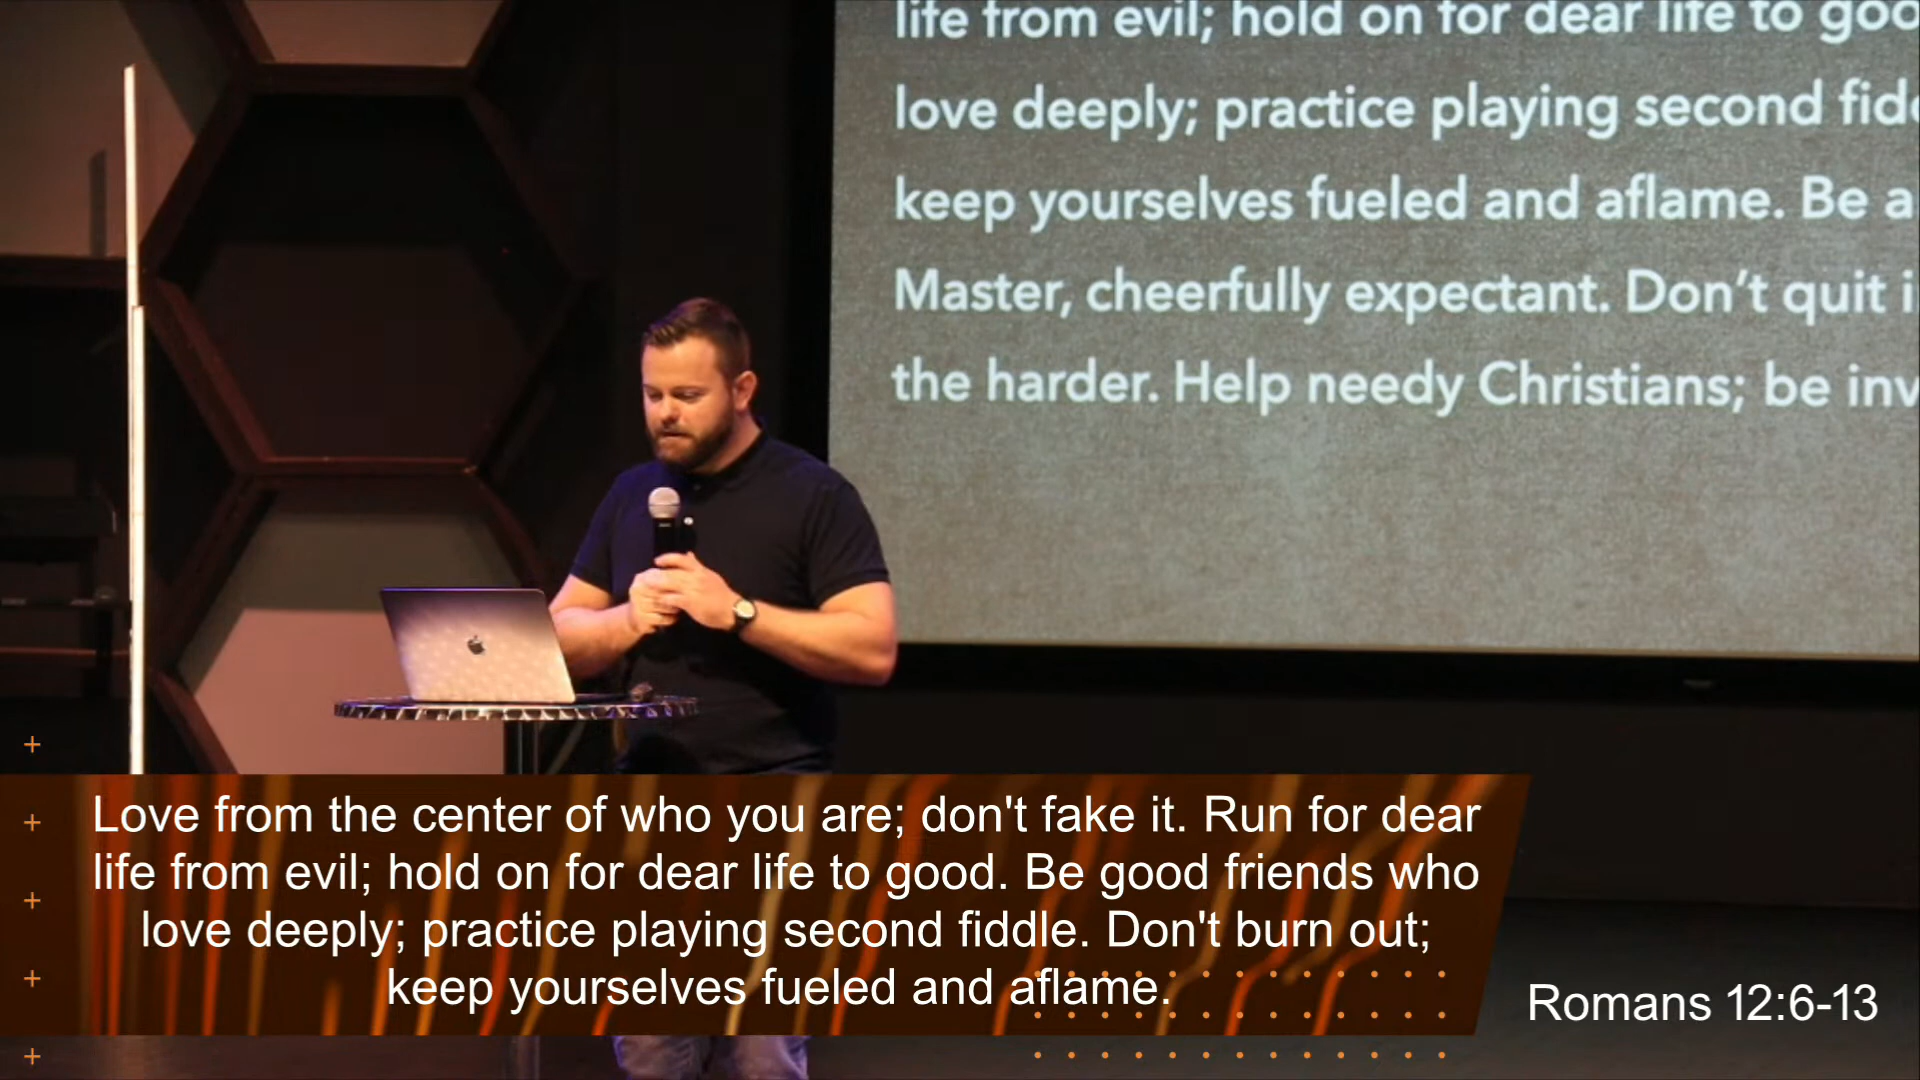 life from evil; hold on for dear life to
love deeply; practice playing second
keep yourselves fueled and aflame. Be
Master, cheerfully expectant. Don’t quit
the harder. Help needy Christians; be
Love from the center of who you are; don't fake it. Run for dear
life from evil; hold on for dear life to good. Be good friends who
love deeply; practice playing second fiddle. Don't burn out;
keep yourselves fueled and aflame.
Romans 12:6-13